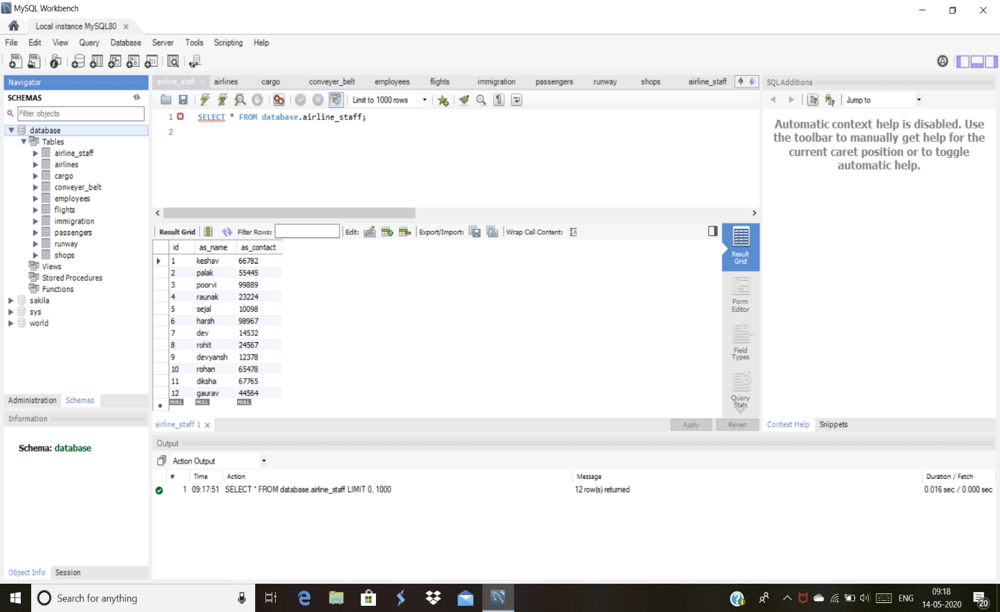 MySQL Workbench
Local instance MySQL80
File Edit View Query Database Server Tools Scripting Help
Navigator
SCHEMAS
Filter objects
database
Tables
airline_staff
airlines
cargo
conveyer_belt
employees
flights
immigration
passengers
runway
shops
Views
Stored Procedures
Functions
sakila
sys
world
Administration Schemas
Information
Schema: database
Object Info Session
airline_staff airlines cargo conveyer_belt employees flights immigration passengers runway shops airline_staff
Limit to 1000 rows
1 SELECT * FROM database.airline_staff;
2
Result Grid Filter Rows: Edit: Export/Import: Wrap Cell Content:
id as_name as_contact
1 keshav 66782
2 palak 55445
3 poorvi 99889
4 raunak 23224
5 sejal 10098
6 harsh 98967
7 dev 14532
8 rohit 24567
9 devyansh 12378
10 rohan 65478
11 diksha 67765
12 gaurav 44564
NULL NULL NULL
Result
Grid
Form
Editor
Field
Types
Query
Stats
airline_staff 1 Apply Revert
SQLAdditions
Jump to
Automatic context help is disabled. Use
the toolbar to manually get help for the
current caret position or to toggle
automatic help.
Context Help Snippets
Output
Action Output
# Time Action Message Duration / Fetch
1 09:17:51 SELECT * FROM database.airline_staff LIMIT 0, 1000 12 row(s) returned 0.016 sec / 0.000 sec
Search for anything
ENG
09:18
14-05-2020
20